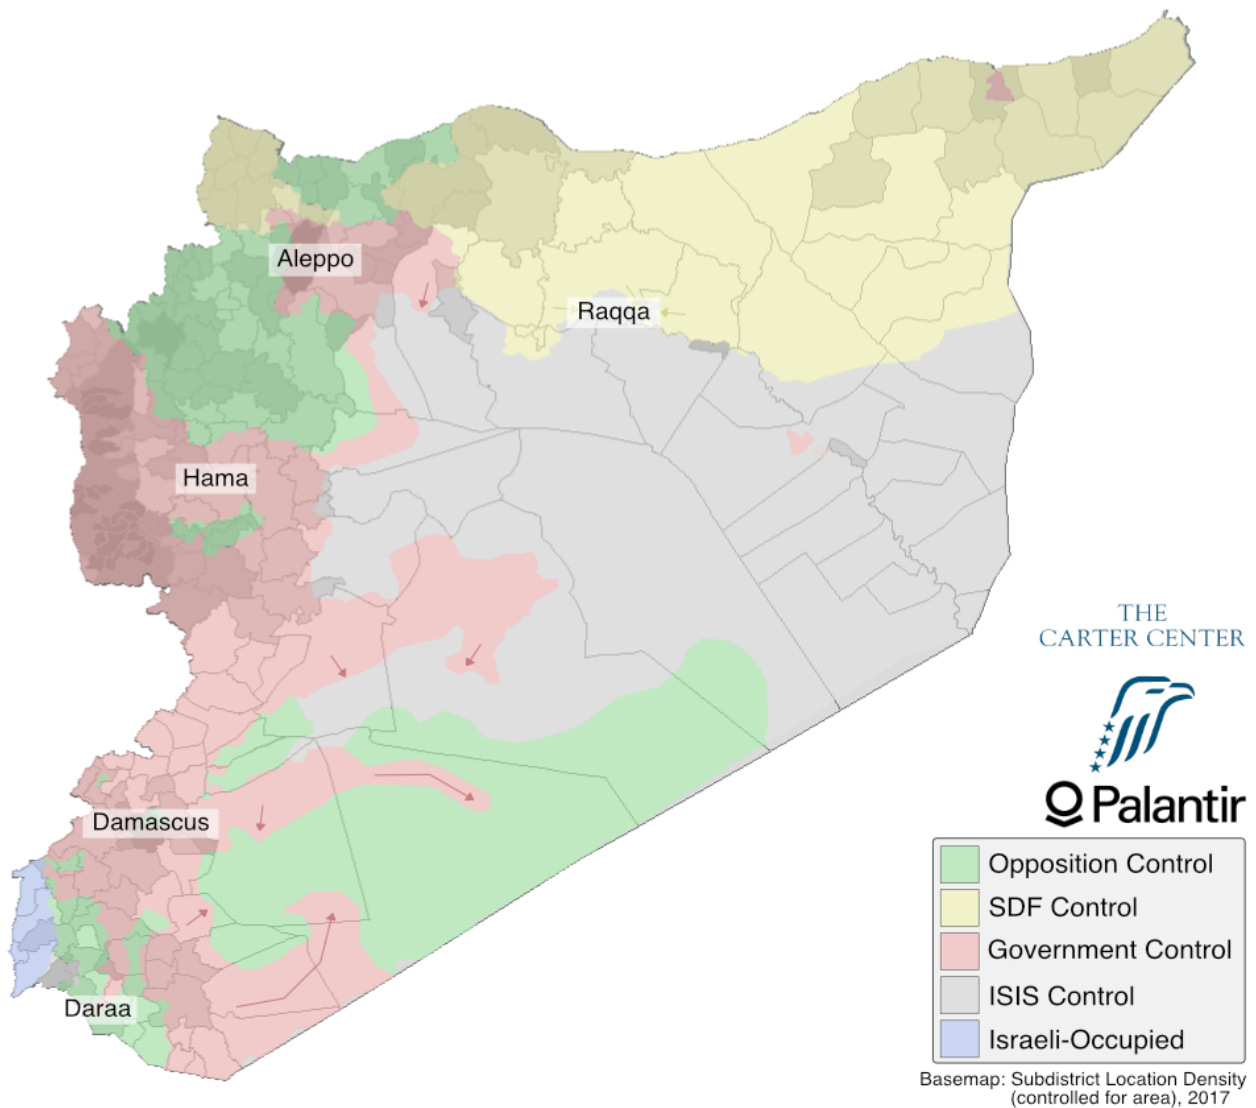 Aleppo
Raqqa
Hama
THE
CARTER CENTER
Palantir
Damascus
Daraa
Opposition Control
SDF Control
Government Control
ISIS Control
Israeli-Occupied
Basemap: Subdistrict Location Density
(controlled for area), 2017